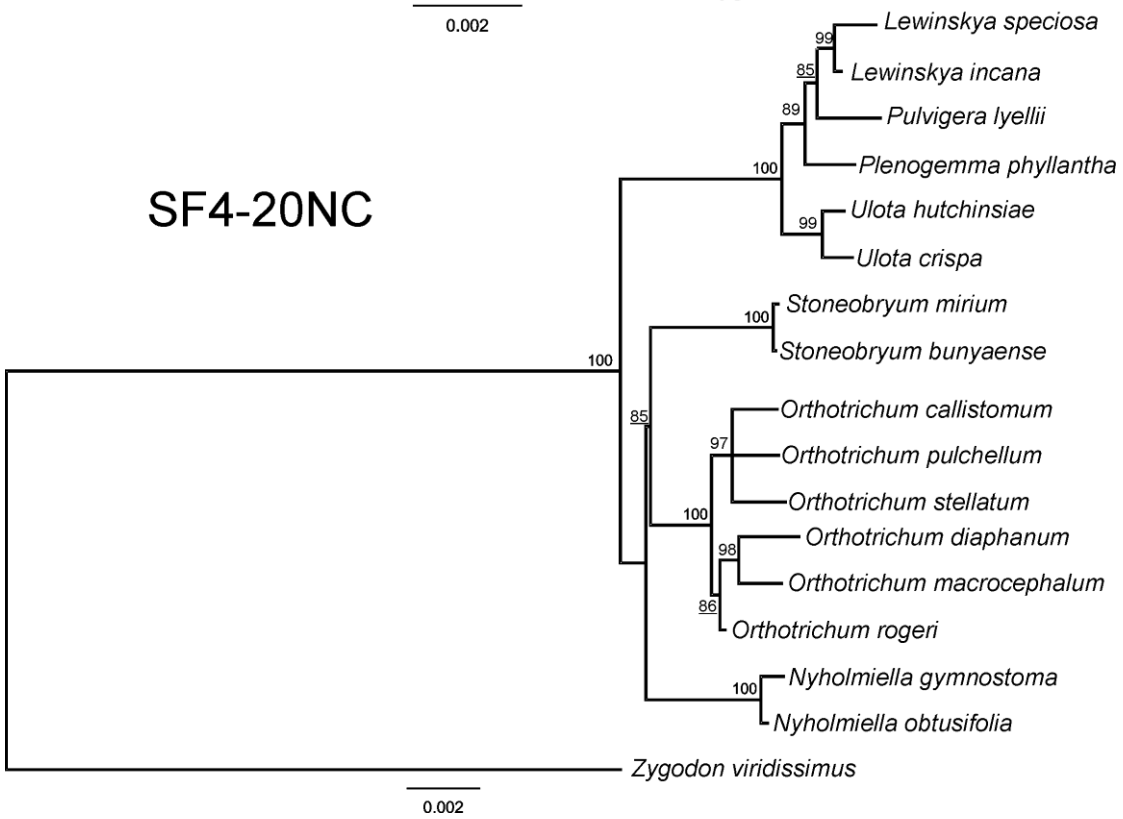 0.002
Lewinskya speciosa
99
Lewinskya incana
85
Pulvigera lyellii
89
Plenogemma phyllantha
100
SF4-20NC
Ulota hutchinsiae
99
Ulota crispa
Stoneobryum mirium
100
Stoneobryum bunyaense
100
Orthotrichum callistomum
85
97
Orthotrichum pulchellum
Orthotrichum stellatum
100
Orthotrichum diaphanum
98
Orthotrichum macrocephalum
86
Orthotrichum rogeri
Nyholmiella gymnostoma
100
Nyholmiella obtusifolia
Zygodon viridissimus
0.002